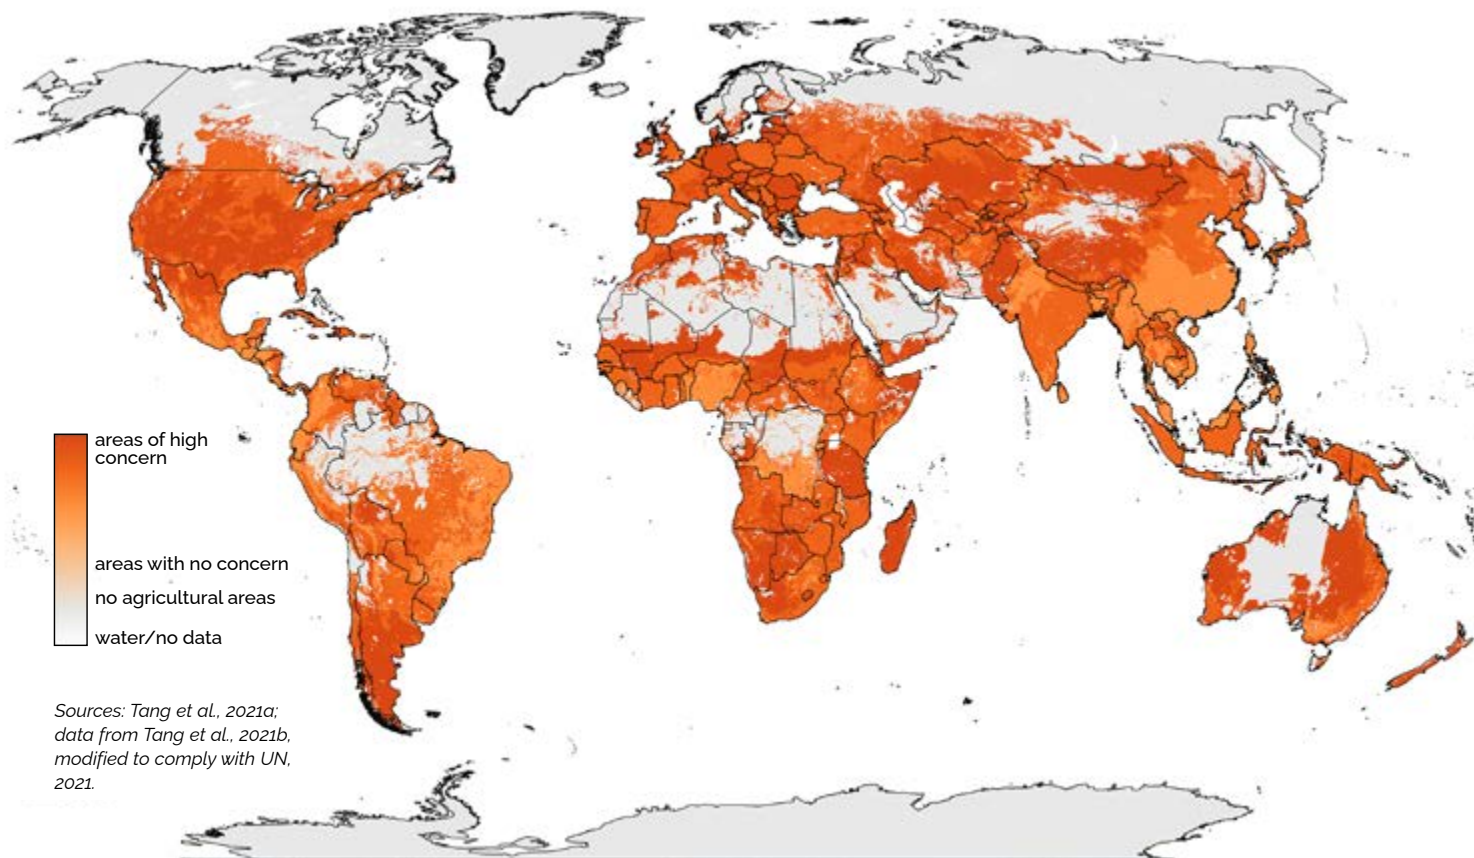 areas of high
concern
areas with no concern
no agricultural areas
water/no data
Sources: Tang et al., 2021a;
data from Tang et al., 2021b,
modified to comply with UN,
2021.